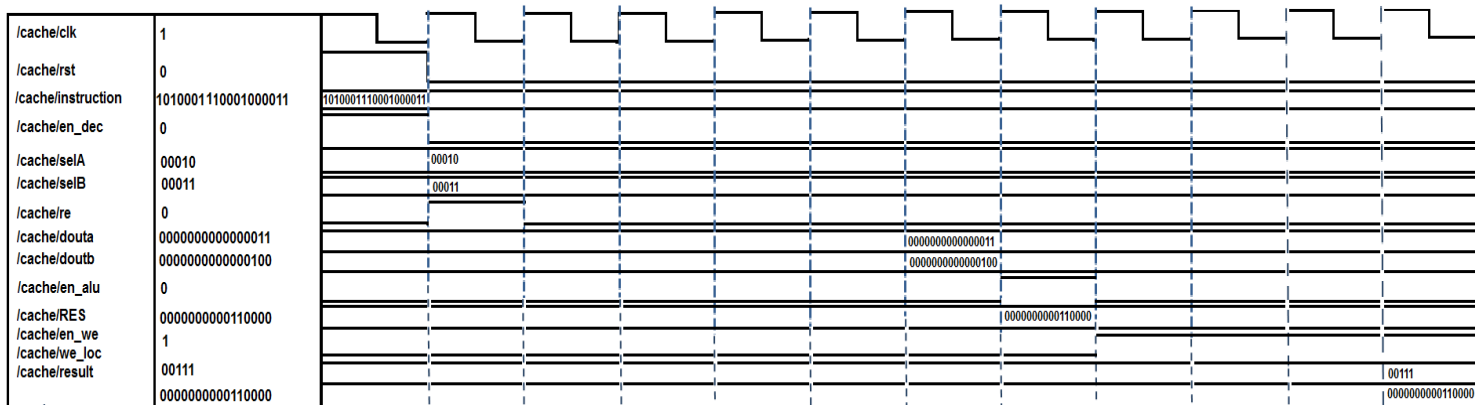 /cache/clk 1
/cache/rst 0
/cache/instruction 1010001110001000011 1010001110001000011
/cache/en_dec 0
/cache/selA 00010 00010
/cache/selB 00011 00011
/cache/re 0
/cache/douta 0000000000000011 0000000000000011
/cache/doutb 0000000000000100 0000000000000100
/cache/en_alu 0
/cache/RES 0000000000110000 0000000000110000
/cache/en_we 1
/cache/we_loc
/cache/result 00111 00111
0000000000110000 0000000000110000